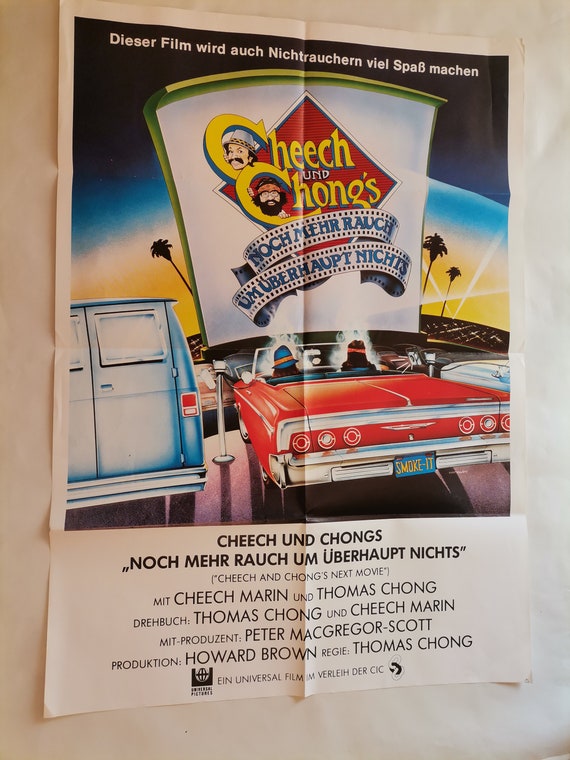 Dieser Film wird auch Nichtrauchern viel Spaß machen
Cheech
UND
Chong's
NOCH MEHR RAUCH
UM ÜBERHAUPT NICHTS
SMOKE-IT
CHEECH UND CHONGS
„NOCH MEHR RAUCH UM ÜBERHAUPT NICHTS”
("CHEECH AND CHONG'S NEXT MOVIE")
MIT CHEECH MARIN UND THOMAS CHONG
DREHBUCH: THOMAS CHONG UND CHEECH MARIN
MIT-PRODUZENT: PETER MACGREGOR-SCOTT
PRODUKTION: HOWARD BROWN REGIE: THOMAS CHONG
UNIVERSAL
PICTURES
EIN UNIVERSAL FILM IM VERLEIH DER CIC